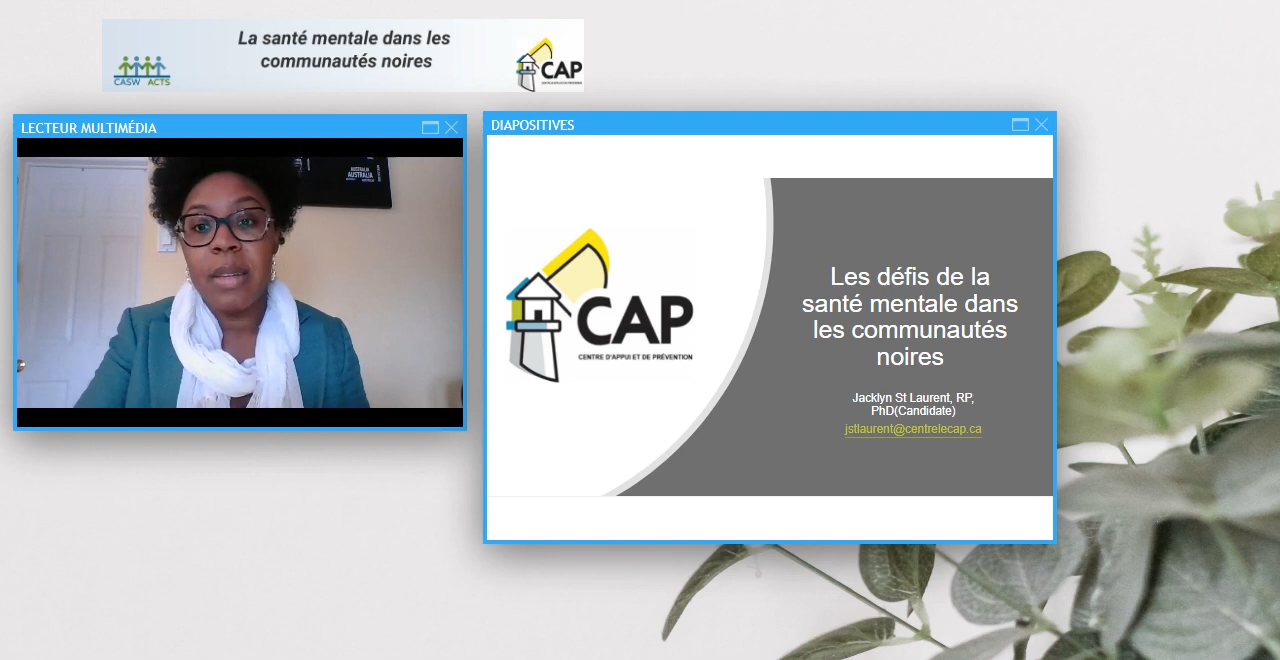 La santé mentale dans les
communautés noires
CASW ACTS
CAP
LECTEUR MULTIMÉDIA
AUSTRALIA
AUSTRALIA
DIAPOSITIVES
CAP
CENTRE D'APPUI ET DE PRÉVENTION
Les défis de la
santé mentale dans
les communautés
noires
Jacklyn St Laurent, RP,
PhD(Candidate)
jstlaurent@centrelecap.ca